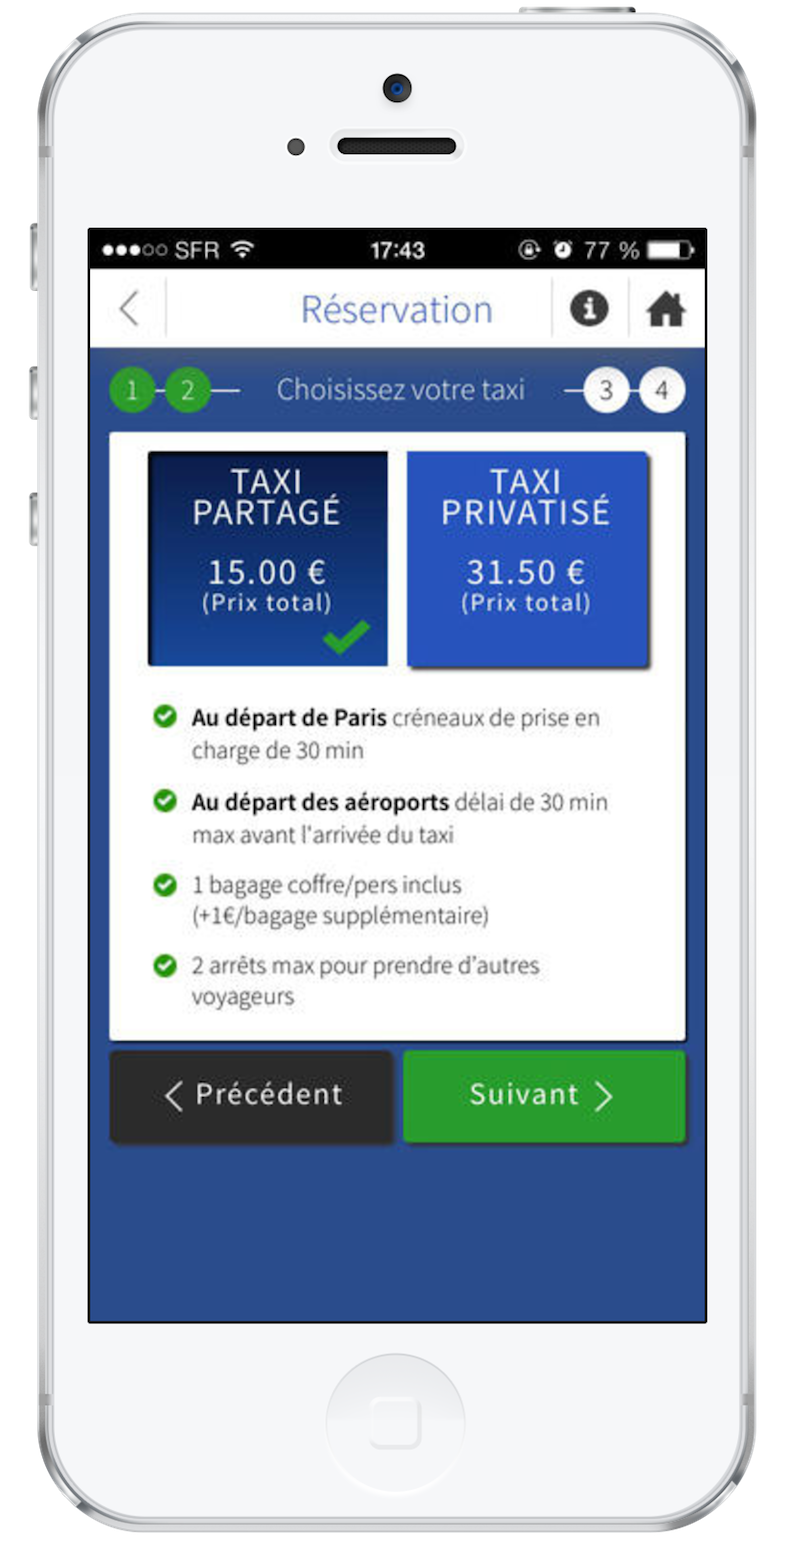 SFR 17:43 77 %
Réservation
1 2 Choisissez votre taxi 3 4
TAXI
PARTAGÉ
15.00 €
(Prix total)
TAXI
PRIVATISÉ
31.50 €
(Prix total)
Au départ de Paris créneaux de prise en
charge de 30 min
Au départ des aéroports délai de 30 min
max avant l'arrivée du taxi
1 bagage coffre/pers inclus
(+1€/bagage supplémentaire)
2 arrêts max pour prendre d'autres
voyageurs
Précédent
Suivant